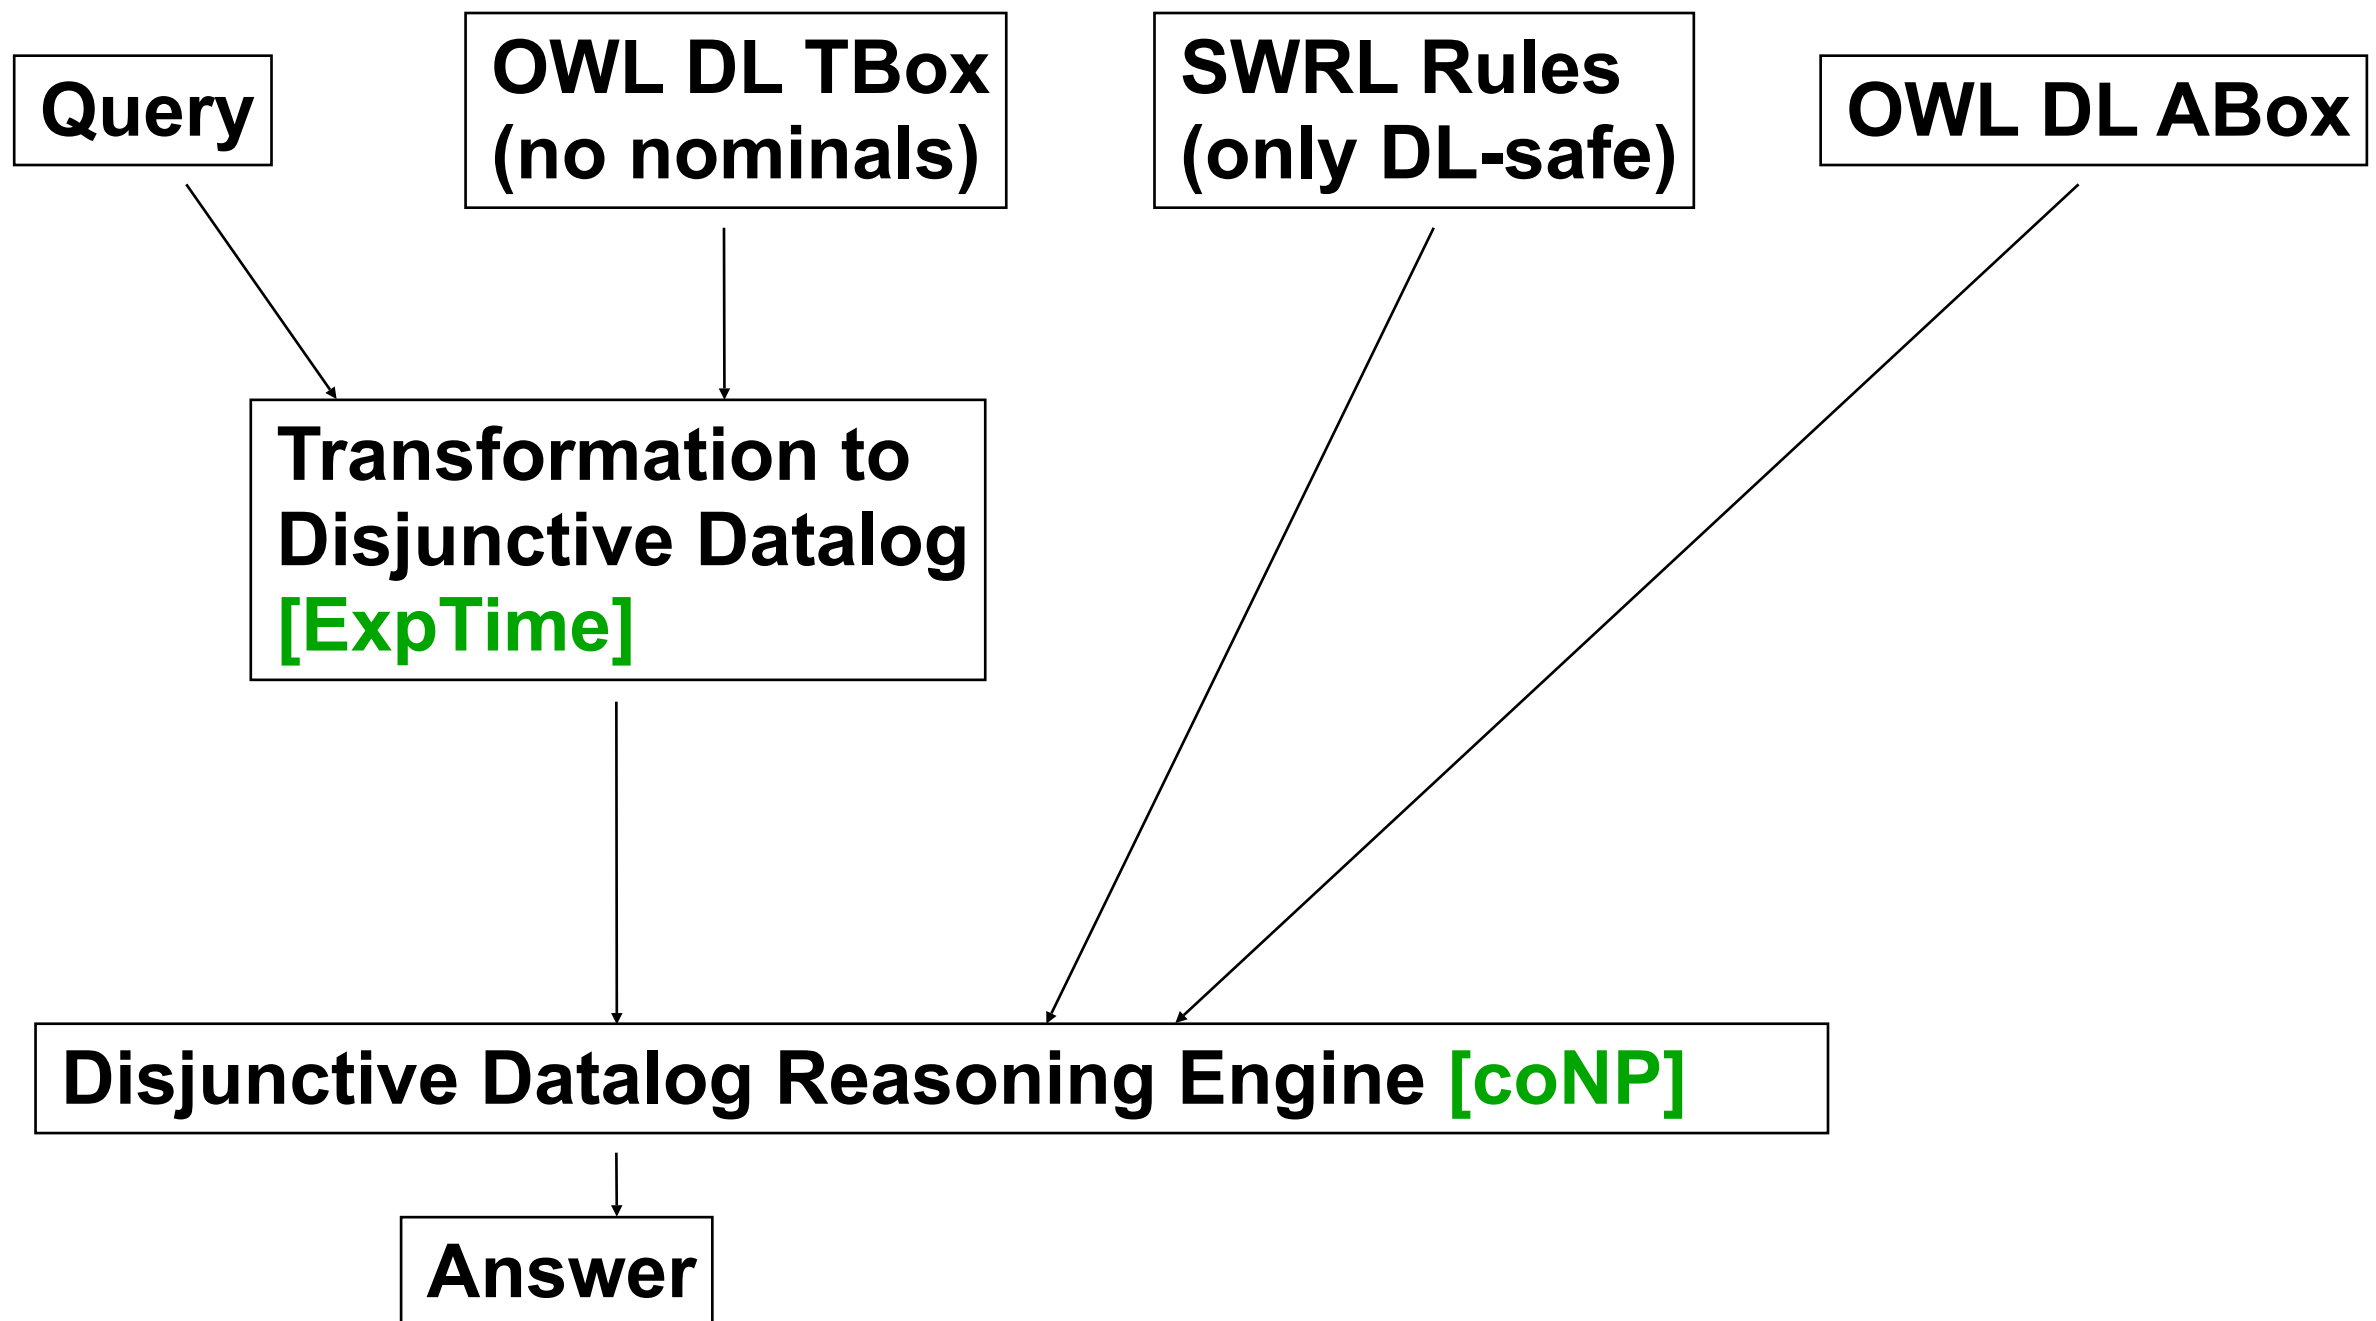 Query
OWL DL TBox
(no nominals)
SWRL Rules
(only DL-safe)
OWL DL ABox
Transformation to
Disjunctive Datalog
[ExpTime]
Disjunctive Datalog Reasoning Engine [coNP]
Answer